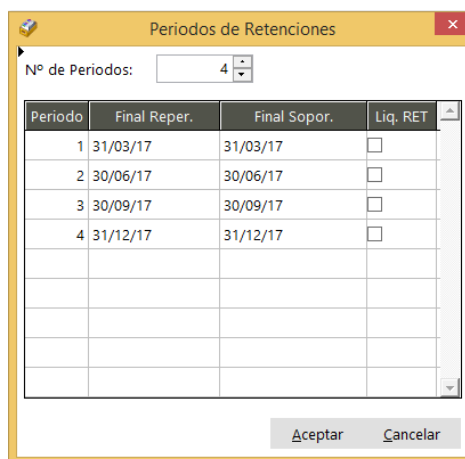 Periodos de Retenciones
Nº de Periodos: 4
Periodo Final Reper. Final Sopor. Liq. RET
1 31/03/17 31/03/17
2 30/06/17 30/06/17
3 30/09/17 30/09/17
4 31/12/17 31/12/17
Aceptar Cancelar